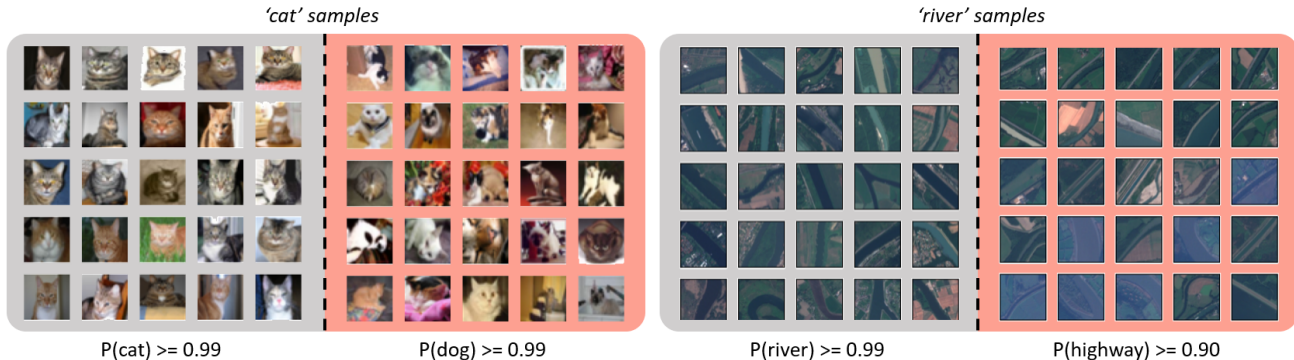 ‘cat’ samples
‘river’ samples
P(cat) >= 0.99
P(dog) >= 0.99
P(river) >= 0.99
P(highway) >= 0.90